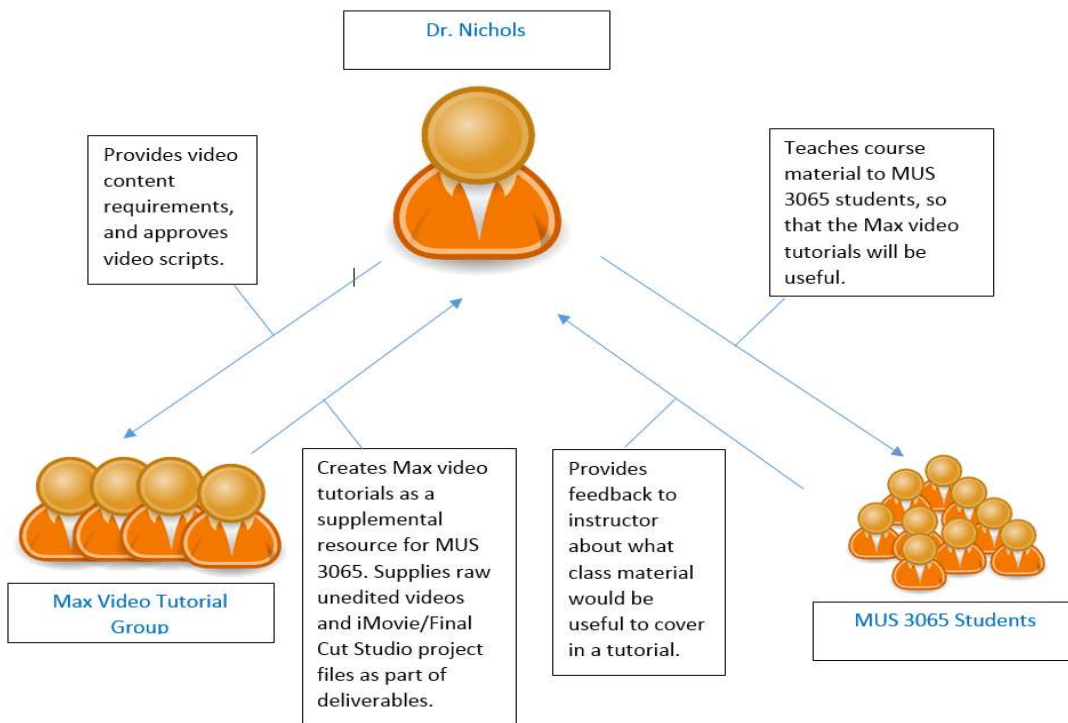 Dr. Nichols
Provides video
content
requirements,
and approves
video scripts.
Teaches course
material to MUS
3065 students, so
that the Max video
tutorials will be
useful.
Creates Max video
tutorials as a
supplemental
resource for MUS
3065. Supplies raw
unedited videos
and iMovie/Final
Cut Studio project
files as part of
deliverables.
Provides
feedback to
instructor
about what
class material
would be
useful to cover
in a tutorial.
Max Video Tutorial
Group
MUS 3065 Students